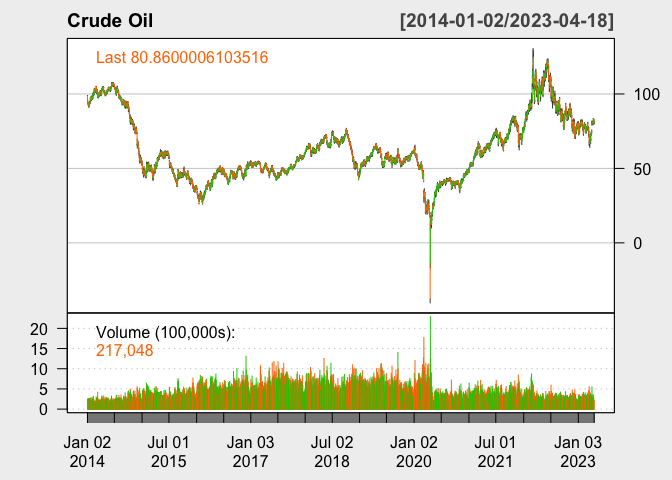 Crude Oil [2014-01-02/2023-04-18]
Last 80.8600006103516
100
50
0
Volume (100,000s):
217,048
20
15
10
5
0
Jan 02 Jul 01 Jan 03 Jul 02 Jan 02 Jul 01 Jan 03
2014 2015 2017 2018 2020 2021 2023